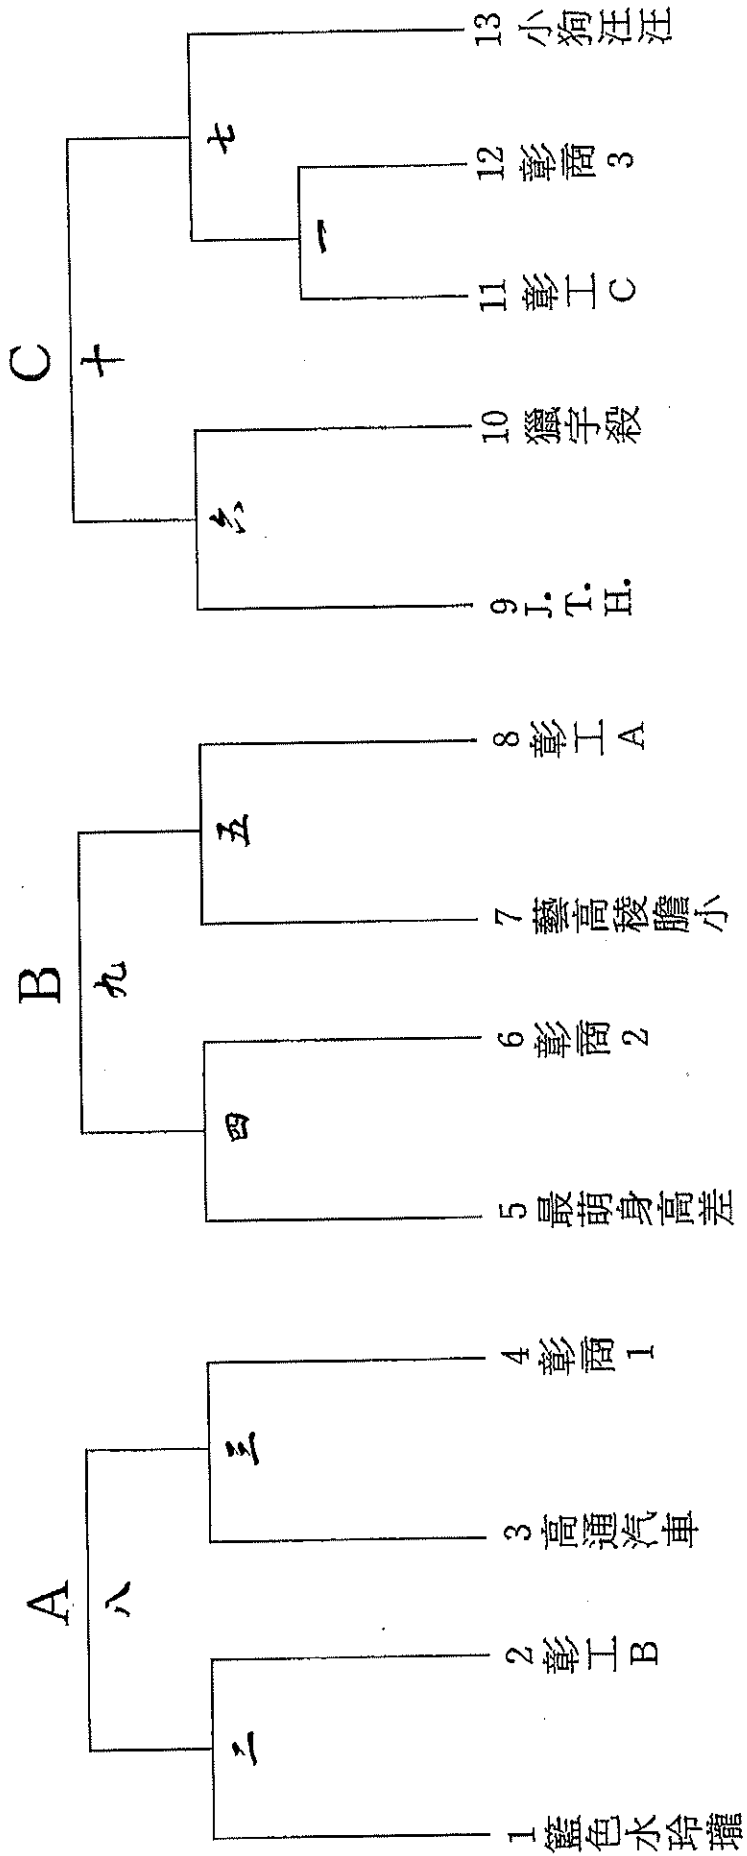 A
八
二
三
1 籃色水玲瓏
2 彰工B
3 高通汽車
4 彰商1
B
九
四
五
5 最萌身高差
6 彰商2
7 藝高稜膽小
8 彰工A
C
十
六
七
一
9 J.T.H.
10 獵宇殺
11 彰工C
12 彰商3
13 小狗汪汪